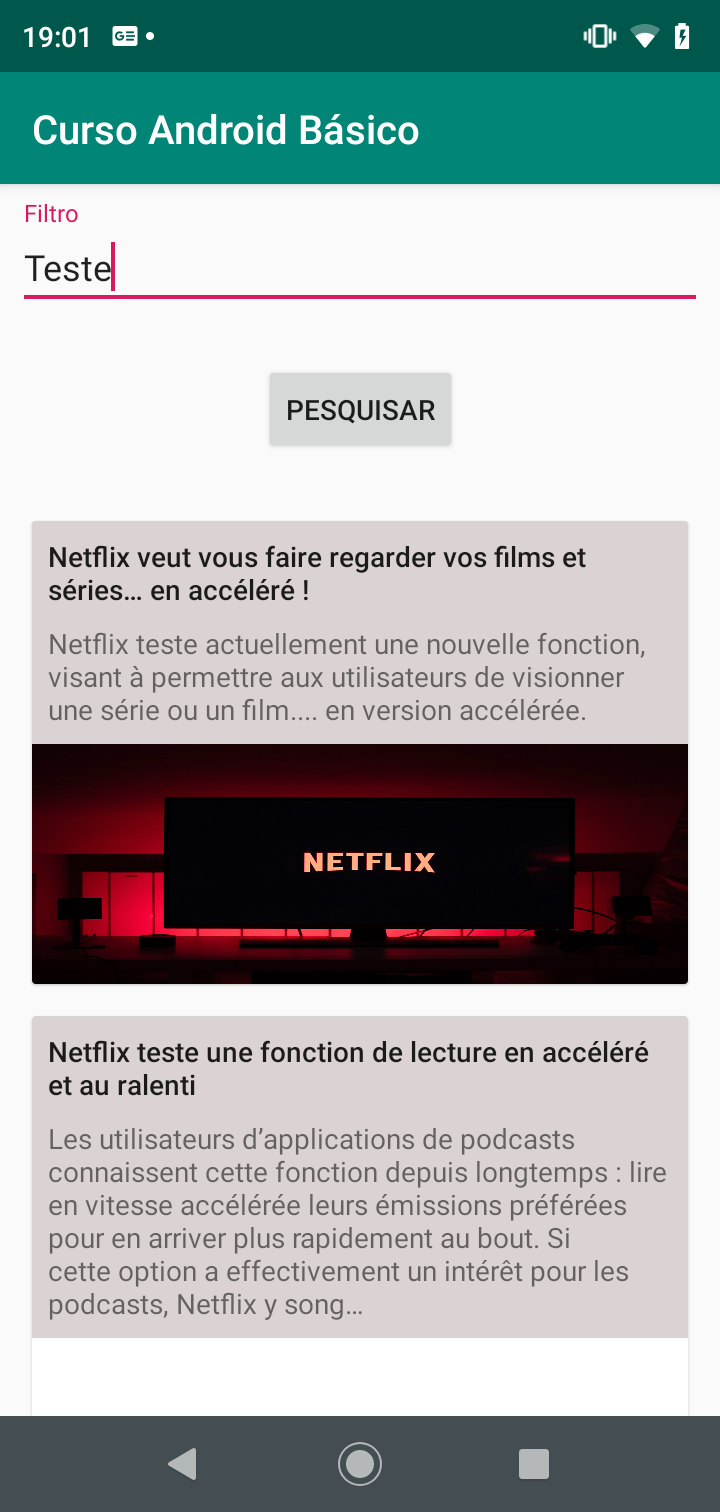 19:01
Curso Android Básico
Filtro
Teste
PESQUISAR
Netflix veut vous faire regarder vos films et
séries… en accéléré !
Netflix teste actuellement une nouvelle fonction,
visant à permettre aux utilisateurs de visionner
une série ou un film.... en version accélérée.
NETFLIX
Netflix teste une fonction de lecture en accéléré
et au ralenti
Les utilisateurs d’applications de podcasts
connaissent cette fonction depuis longtemps : lire
en vitesse accélérée leurs émissions préférées
pour en arriver plus rapidement au bout. Si
cette option a effectivement un intérêt pour les
podcasts, Netflix y song…